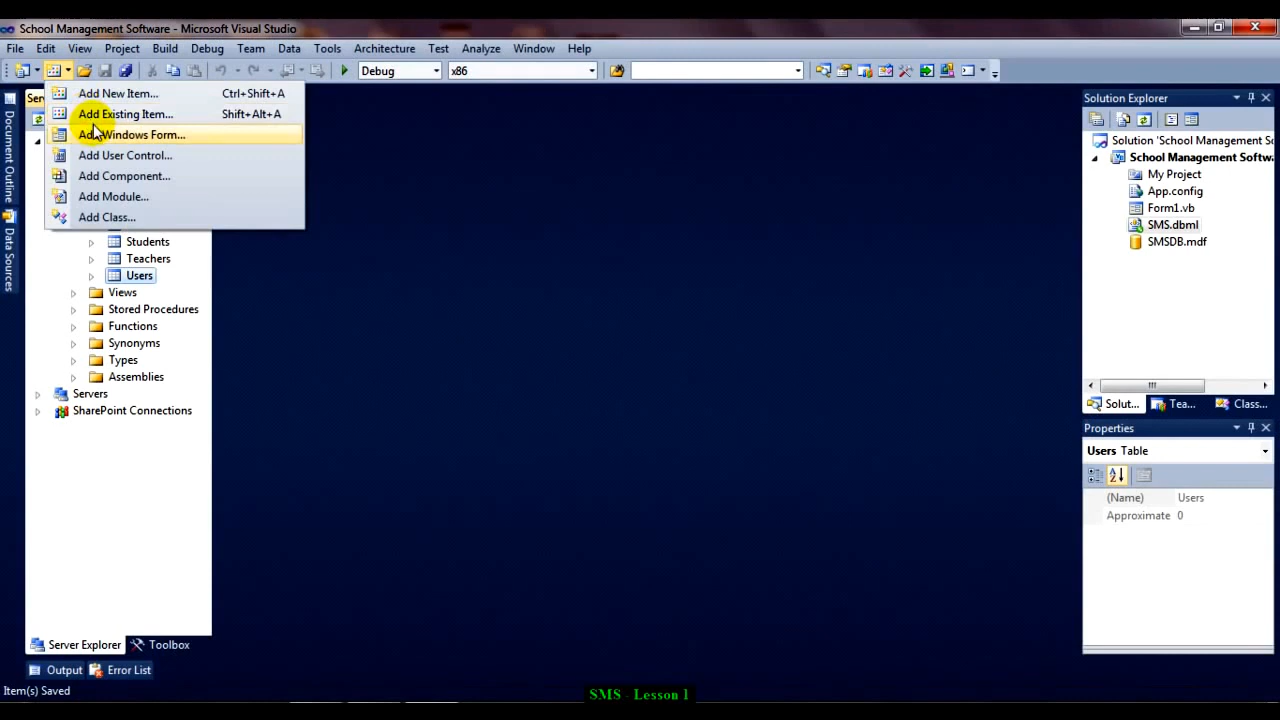 School Management Software - Microsoft Visual Studio
File Edit View Project Build Debug Team Data Tools Architecture Test Analyze Window Help
Debug x86
Add New Item... Ctrl+Shift+A
Add Existing Item... Shift+Alt+A
Add Windows Form...
Add User Control...
Add Component...
Add Module...
Add Class...
Document Outline
Data Sources
Ser
Students
Teachers
Users
Views
Stored Procedures
Functions
Synonyms
Types
Assemblies
Servers
SharePoint Connections
Server Explorer Toolbox
Output Error List
Item(s) Saved
Solution Explorer
Solution 'School Management So
School Management Softwa
My Project
App.config
Form1.vb
SMS.dbml
SMSDB.mdf
Solut... Tea... Class...
Properties
Users Table
(Name) Users
Approximate 0
SMS - Lesson 1